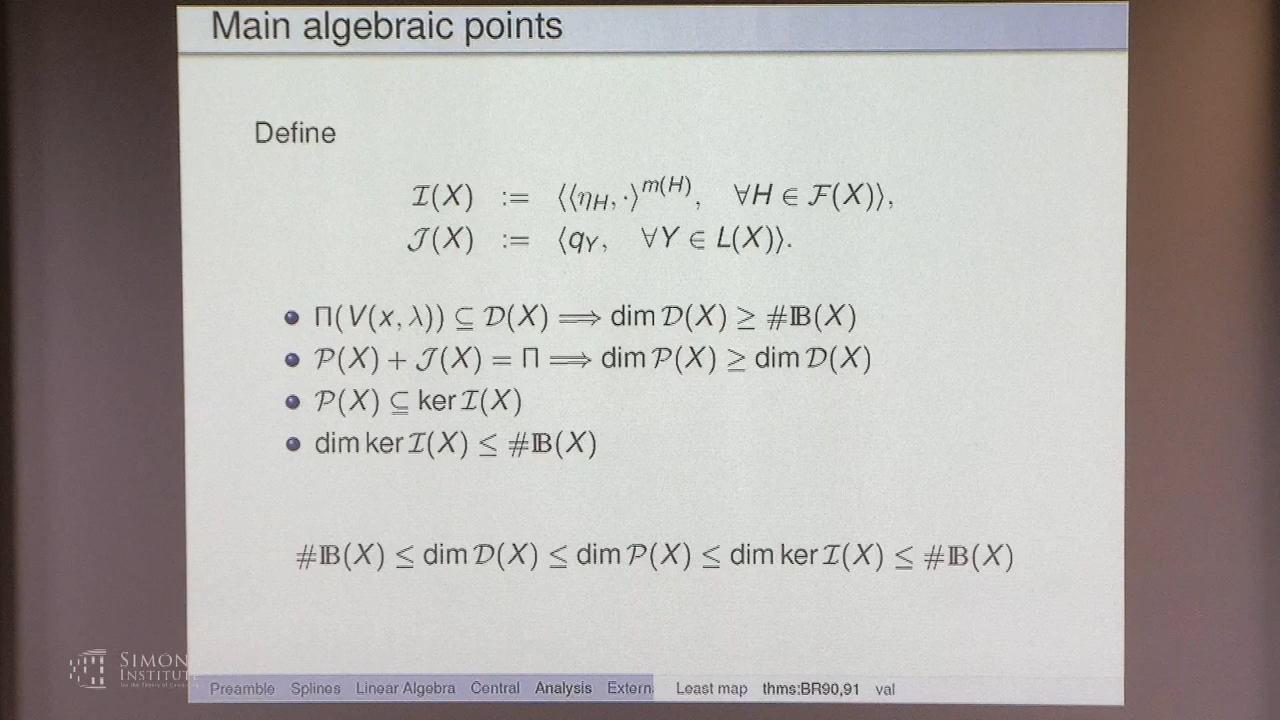 Main algebraic points
Define
ℐ(X) := ⟨⟨η_H, ·⟩^{m(H)}, ∀H ∈ ℱ(X)⟩,
𝒥(X) := ⟨q_Y, ∀Y ∈ L(X)⟩.
• Π(V(x, λ)) ⊆ 𝒟(X) ⟹ dim 𝒟(X) ≥ #𝔹(X)
• 𝒫(X) + 𝒥(X) = Π ⟹ dim 𝒫(X) ≥ dim 𝒟(X)
• 𝒫(X) ⊆ ker ℐ(X)
• dim ker ℐ(X) ≤ #𝔹(X)
#𝔹(X) ≤ dim 𝒟(X) ≤ dim 𝒫(X) ≤ dim ker ℐ(X) ≤ #𝔹(X)
SIMON
INSTITUTE
Preamble Splines Linear Algebra Central Analysis Extern Least map thms:BR90,91 val